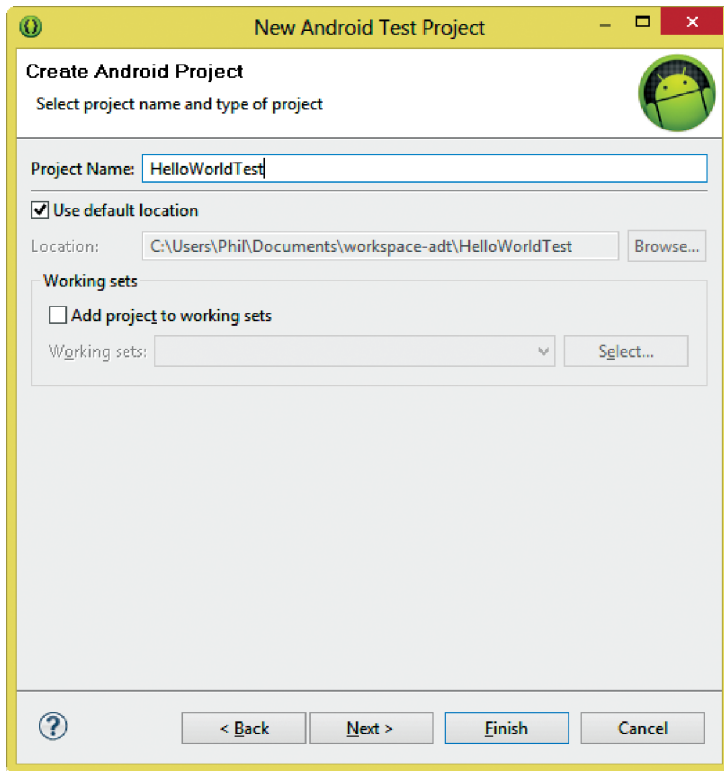 New Android Test Project
Create Android Project
Select project name and type of project
Project Name: HelloWorldTest
Use default location
Location: C:\Users\Phil\Documents\workspace-adt\HelloWorldTest Browse...
Working sets
Add project to working sets
Working sets: Select...
< Back Next > Finish Cancel